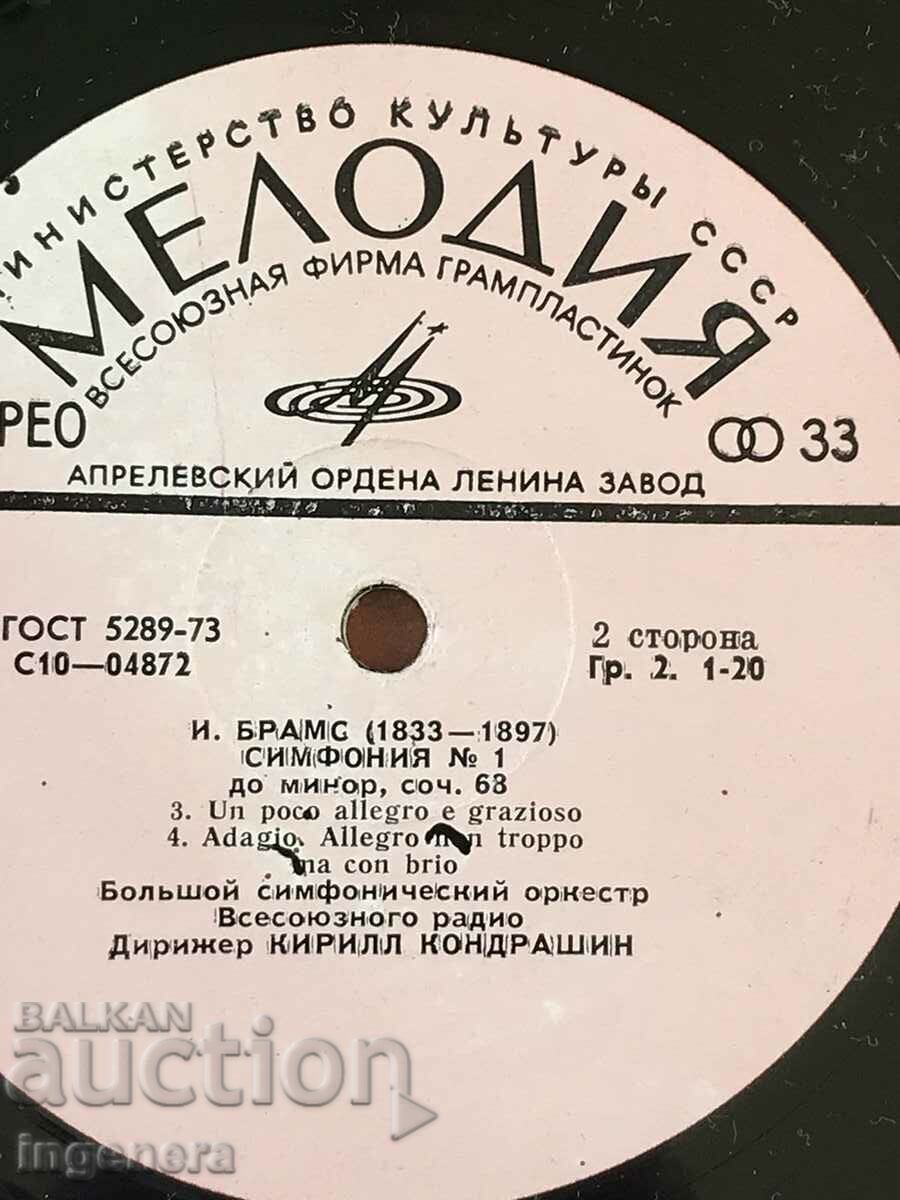 МИНИСТЕРСТВО КУЛЬТУРЫ СССР
МЕЛОДИЯ
ВСЕСОЮЗНАЯ ФИРМА ГРАМПЛАСТИНОК
РЕО
33
АПРЕЛЕВСКИЙ ОРДЕНА ЛЕНИНА ЗАВОД
ГОСТ 5289-73
С10—04872
2 сторона
Гр. 2. 1-20
И. БРАМС (1833—1897)
СИМФОНИЯ № 1
до минор, соч. 68
3. Un poco allegro e grazioso
4. Adagio. Allegro non troppo
ma con brio
Большой симфонический оркестр
Всесоюзного радио
Дирижер КИРИЛЛ КОНДРАШИН
BALKAN
auction
ingenera